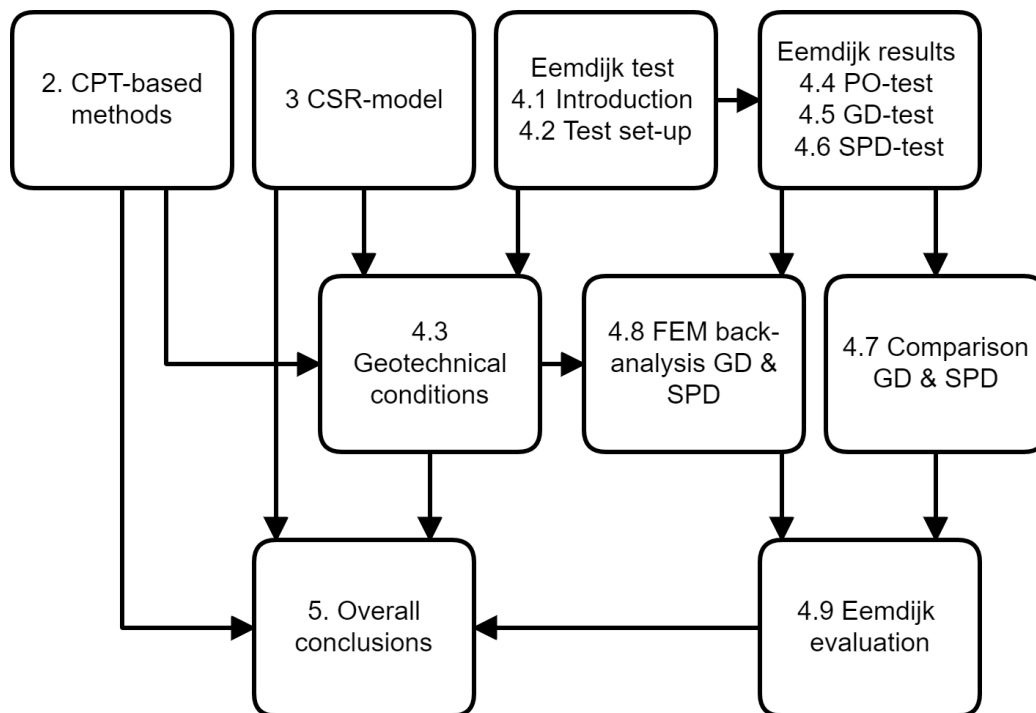 2. CPT-based
methods
3 CSR-model
Eemdijk test
4.1 Introduction
4.2 Test set-up
Eemdijk results
4.4 PO-test
4.5 GD-test
4.6 SPD-test
4.3
Geotechnical
conditions
4.8 FEM back-
analysis GD &
SPD
4.7 Comparison
GD & SPD
5. Overall
conclusions
4.9 Eemdijk
evaluation